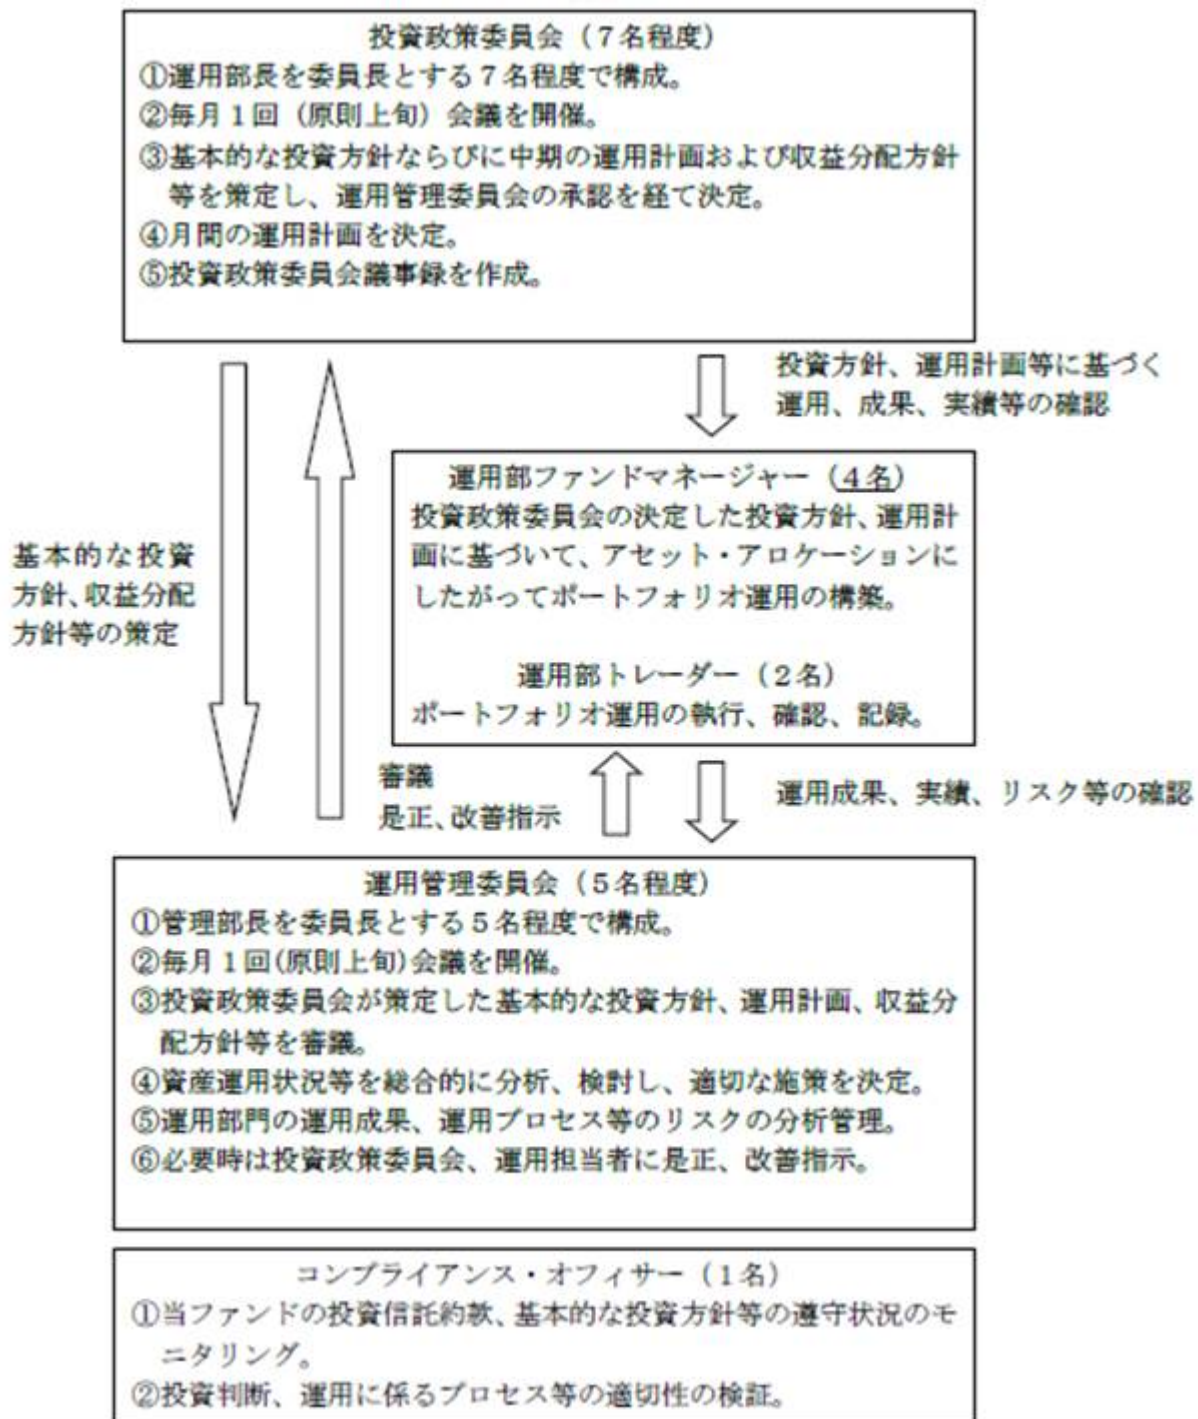 投資政策委員会（７名程度）
①運用部長を委員長とする７名程度で構成。
②毎月１回（原則上旬）会議を開催。
③基本的な投資方針ならびに中期の運用計画および収益分配方針
等を策定し、運用管理委員会の承認を経て決定。
④月間の運用計画を決定。
⑤投資政策委員会議事録を作成。
投資方針、運用計画等に基づく
運用、成果、実績等の確認
基本的な投資
方針、収益分配
方針等の策定
運用部ファンドマネージャー（４名）
投資政策委員会の決定した投資方針、運用計
画に基づいて、アセット・アロケーションに
したがってポートフォリオ運用の構築。
運用部トレーダー（２名）
ポートフォリオ運用の執行、確認、記録。
審議
是正、改善指示
運用成果、実績、リスク等の確認
運用管理委員会（５名程度）
①管理部長を委員長とする５名程度で構成。
②毎月１回(原則上旬)会議を開催。
③投資政策委員会が策定した基本的な投資方針、運用計画、収益分
配方針等を審議。
④資産運用状況等を総合的に分析、検討し、適切な施策を決定。
⑤運用部門の運用成果、運用プロセス等のリスクの分析管理。
⑥必要時は投資政策委員会、運用担当者に是正、改善指示。
コンプライアンス・オフィサー（１名）
①当ファンドの投資信託約款、基本的な投資方針等の遵守状況のモ
ニタリング。
②投資判断、運用に係るプロセス等の適切性の検証。